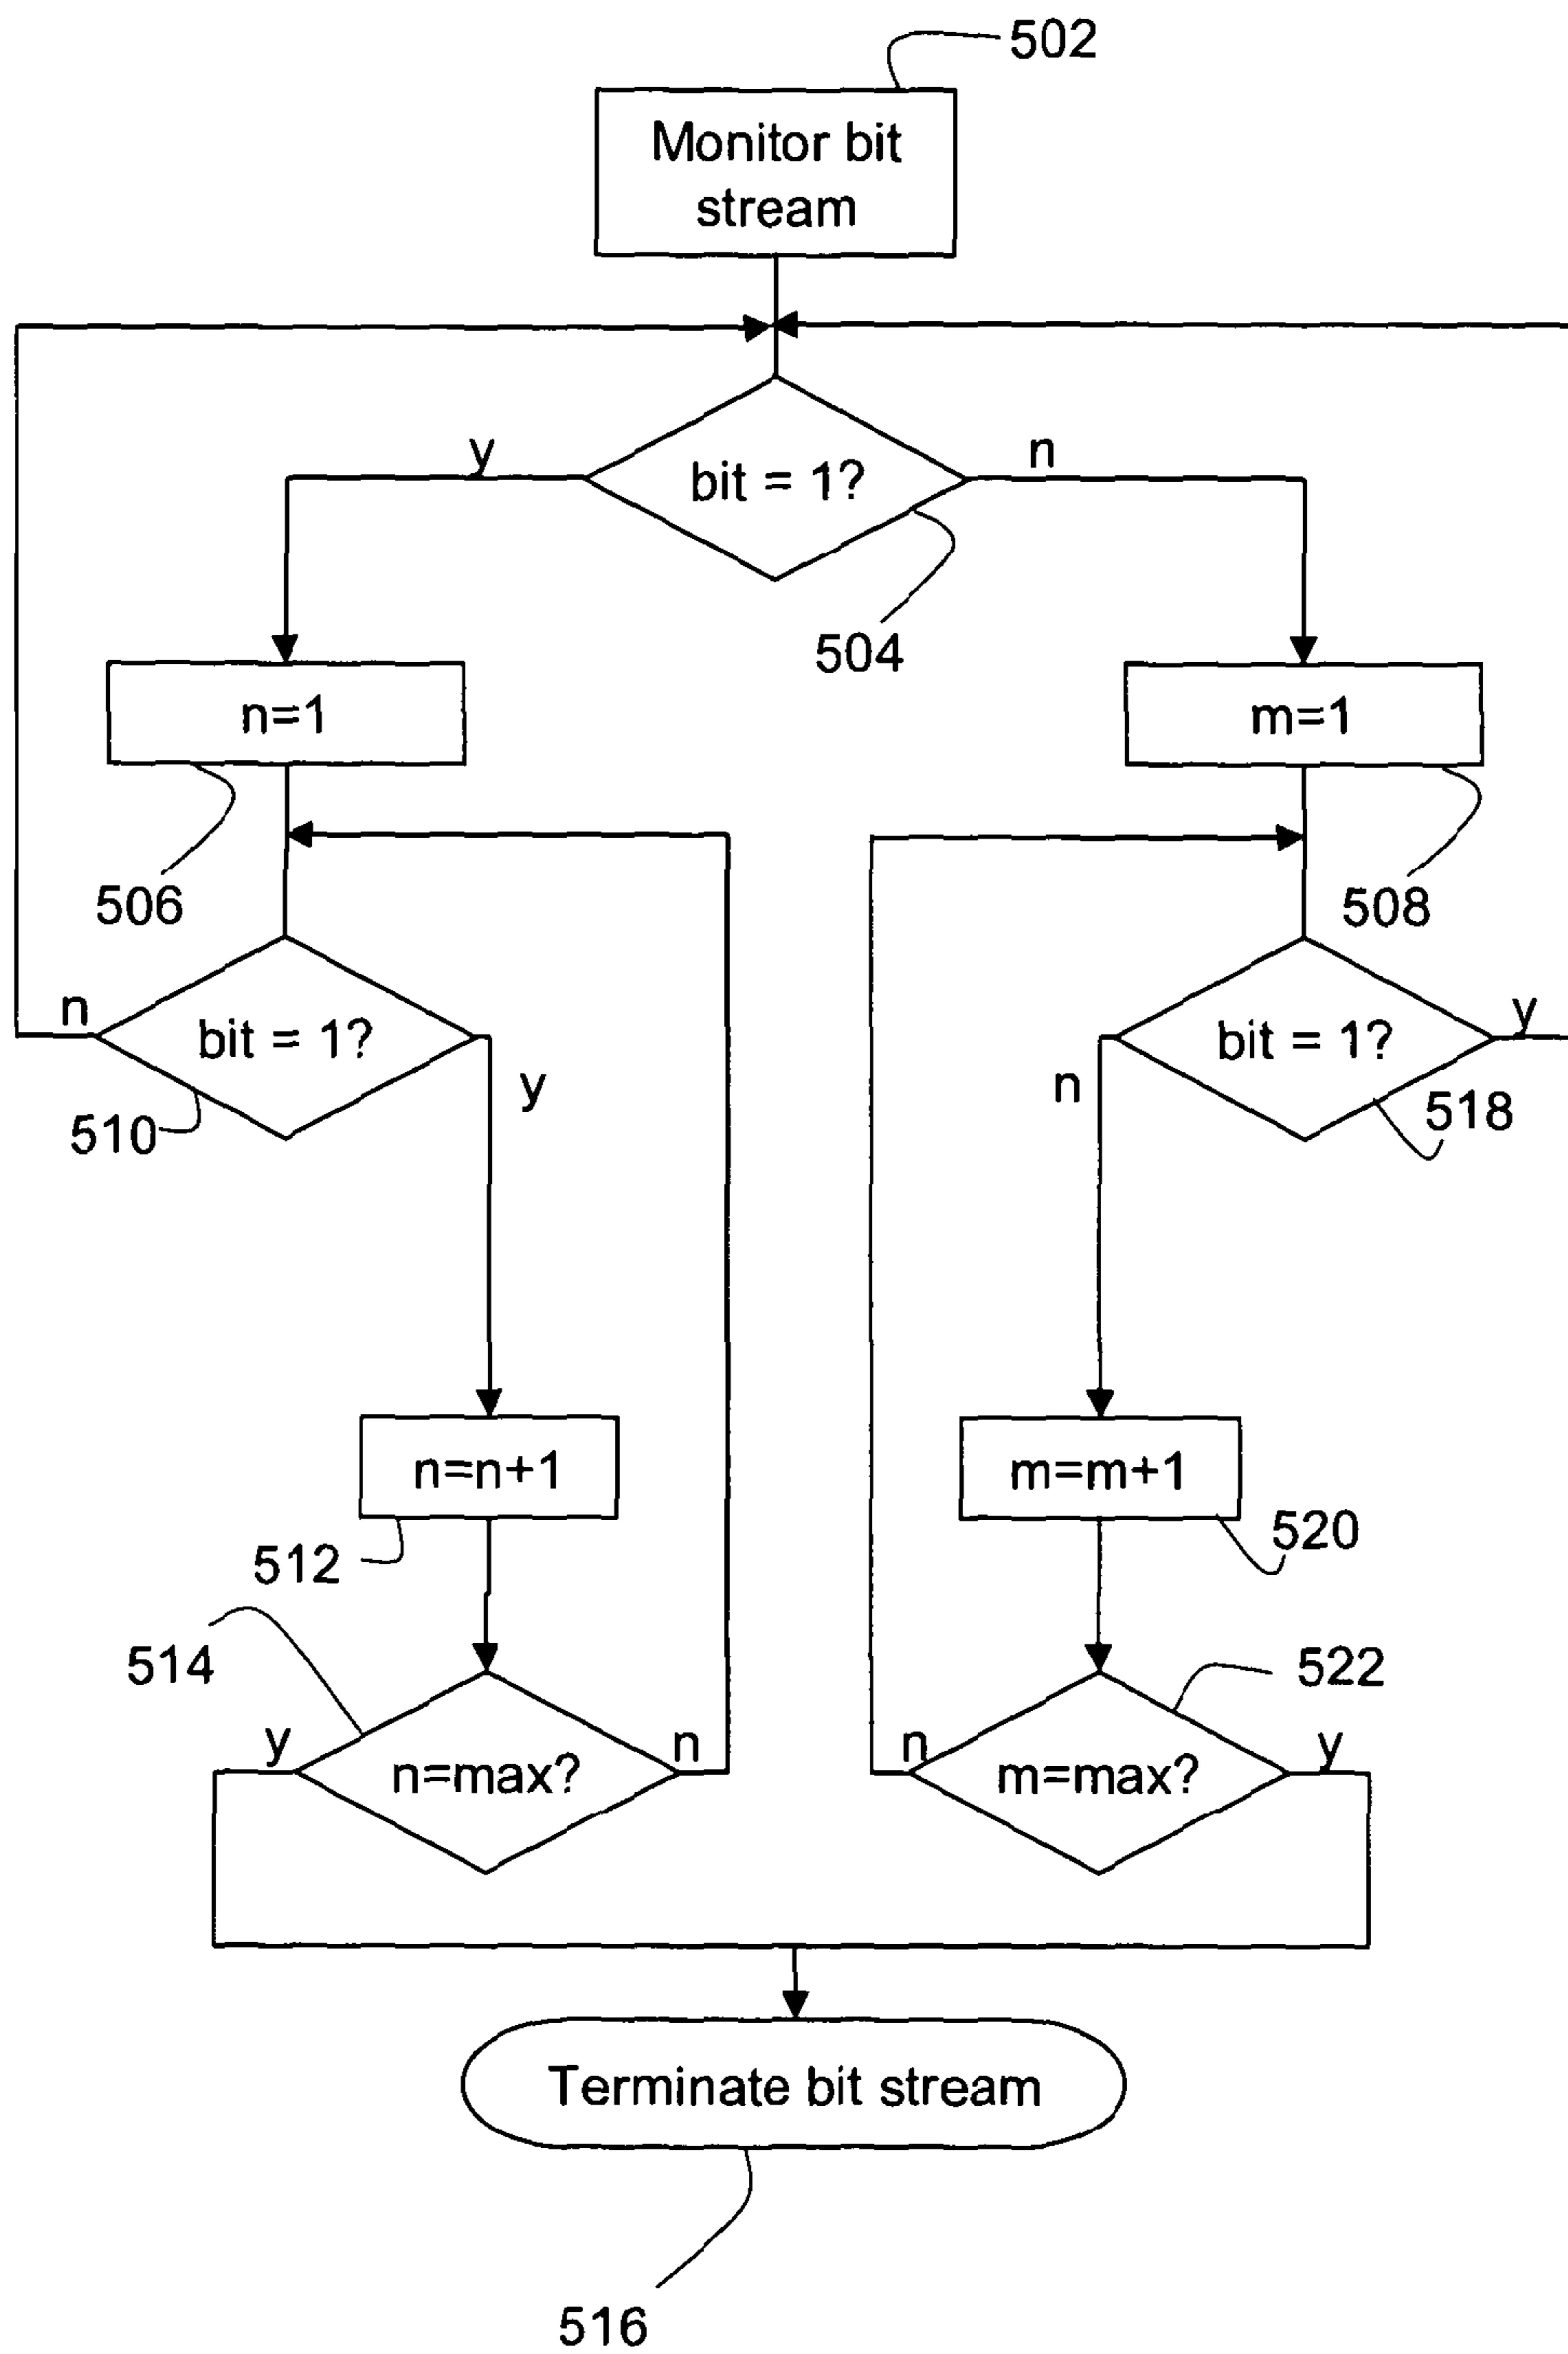 502
Monitor bit
stream
y
n
bit = 1?
504
n=1
m=1
506
508
n
bit = 1?
y
510
n
bit = 1?
y
518
n=n+1
512
m=m+1
520
514
522
y
n=max?
n
n
m=max?
y
Terminate bit stream
516